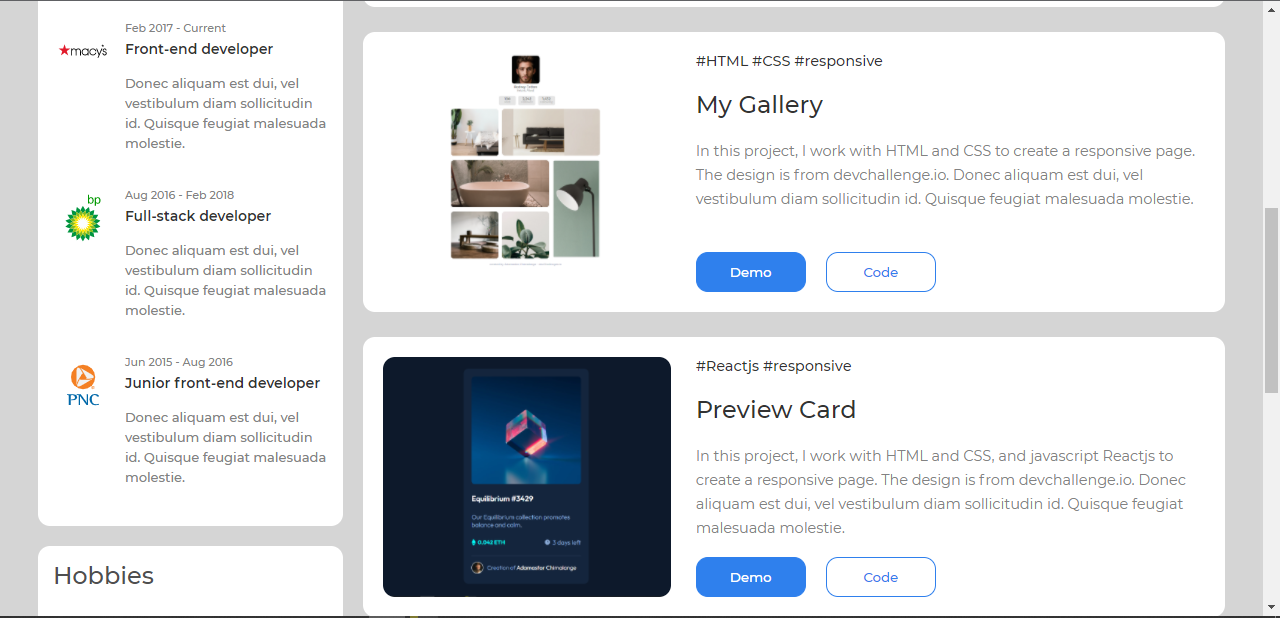 Feb 2017 - Current
macy's
Front-end developer
Donec aliquam est dui, vel
vestibulum diam sollicitudin
id. Quisque feugiat malesuada
molestie.
bp
Aug 2016 - Feb 2018
Full-stack developer
Donec aliquam est dui, vel
vestibulum diam sollicitudin
id. Quisque feugiat malesuada
molestie.
PNC
Jun 2015 - Aug 2016
Junior front-end developer
Donec aliquam est dui, vel
vestibulum diam sollicitudin
id. Quisque feugiat malesuada
molestie.
Hobbies
#HTML #CSS #responsive
My Gallery
In this project, I work with HTML and CSS to create a responsive page.
The design is from devchallenge.io. Donec aliquam est dui, vel
vestibulum diam sollicitudin id. Quisque feugiat malesuada molestie.
Demo
Code
Equilibrium #3429
Our Equilibrium collection promotes
balance and calm.
0.042 ETH
3 days left
Creation of Adamastor Chimalange
#Reactjs #responsive
Preview Card
In this project, I work with HTML and CSS, and javascript Reactjs to
create a responsive page. The design is from devchallenge.io. Donec
aliquam est dui, vel vestibulum diam sollicitudin id. Quisque feugiat
malesuada molestie.
Demo
Code